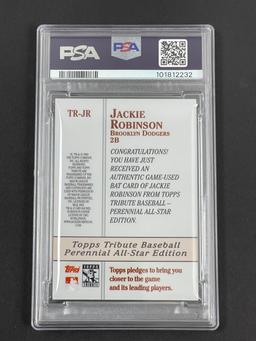 PSA
PSA
101812232
TR-JR
JACKIE
ROBINSON
BROOKLYN DODGERS
2B
CONGRATULATIONS!
YOU HAVE JUST
RECEIVED AN
AUTHENTIC GAME-USED
BAT CARD OF JACKIE
ROBINSON FROM TOPPS
TRIBUTE BASEBALL –
PERENNIAL ALL-STAR
EDITION.
Topps Tribute Baseball
Perennial All-Star Edition
Topps
Topps pledges to bring you
closer to the game
and its leading players.